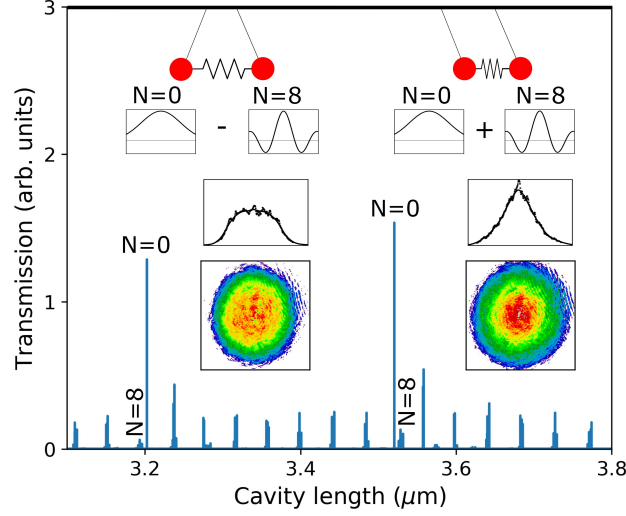 3
2
1
0
Transmission (arb. units)
N=0 N=8
-
N=0 N=8
+
N=0
N=0
N=8
N=8
3.2 3.4 3.6 3.8
Cavity length (μm)